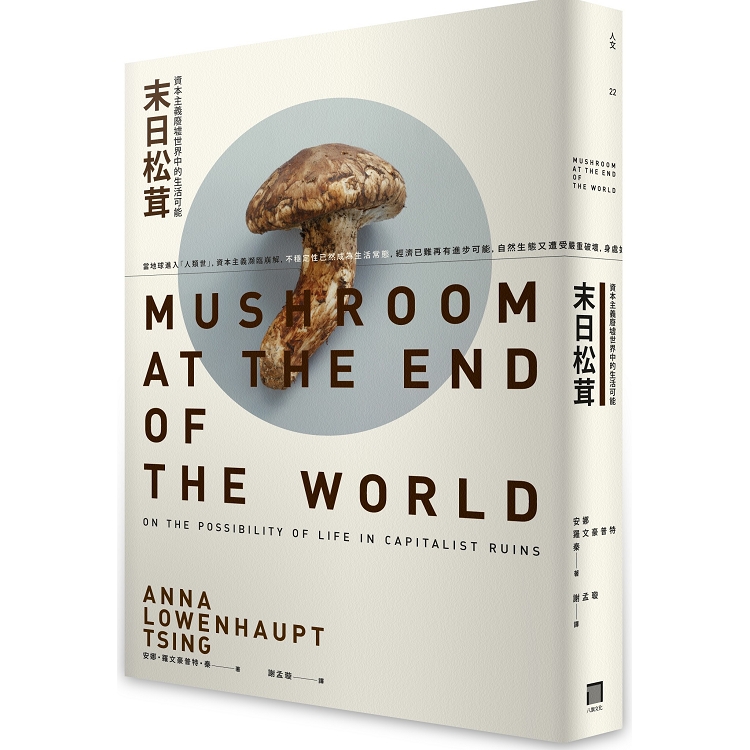 末日松茸
資本主義廢墟世界中的生活可能
當地球進入「人類世」，資本主義瀕臨崩解，不穩定性已然成為生活常態，經濟已難再有進步可能，自然生態又遭受嚴重破壞，身處
MUSHROOM
AT THE END
OF
THE WORLD
ON THE POSSIBILITY OF LIFE IN CAPITALIST RUINS
ANNA
LOWENHAUPT
TSING
安娜・羅文豪普特・秦——著
謝孟璇——譯
人文
22
MUSHROOM
AT THE END
OF
THE WORLD
末日松茸
資本主義廢墟世界中的生活可能
安娜
羅文豪普特
秦——著
謝孟璇——譯
八旗文化